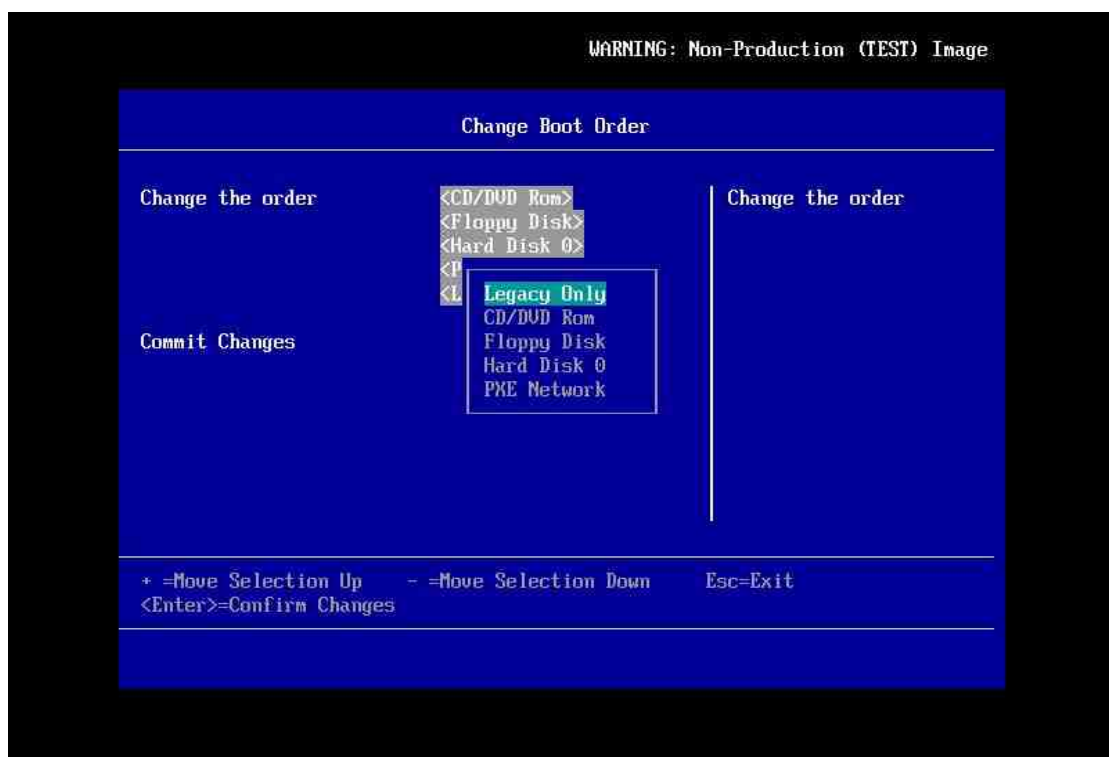 WARNING: Non-Production (TEST) Image
Change Boot Order
Change the order <CD/DVD Rom> Change the order
<Floppy Disk>
<Hard Disk 0>
<P
<L
Legacy Only
CD/DVD Rom
Commit Changes
Floppy Disk
Hard Disk 0
PXE Network
+ =Move Selection Up - =Move Selection Down Esc=Exit
<Enter>=Confirm Changes